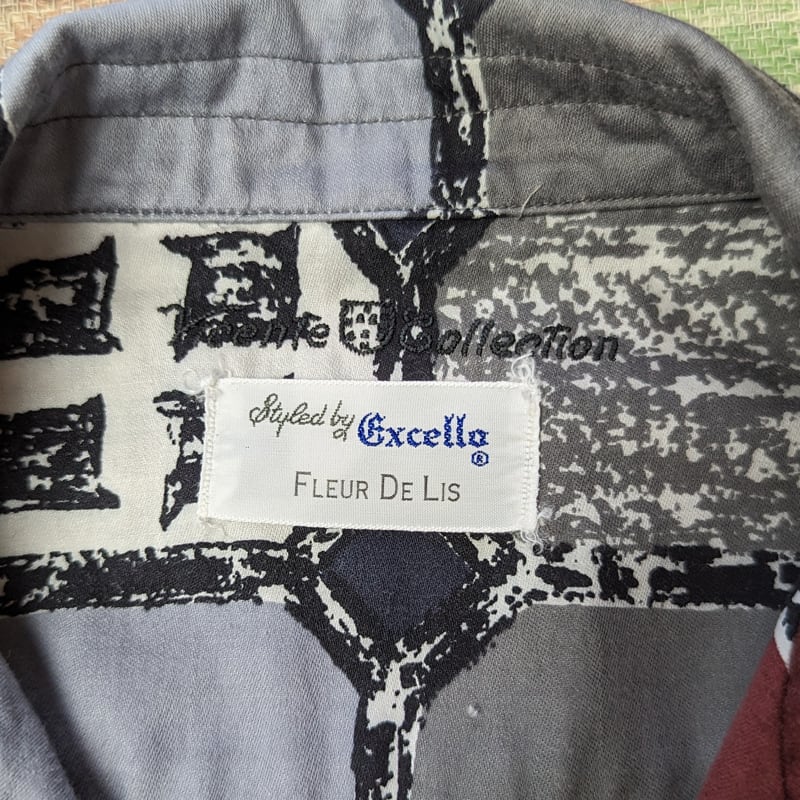 Collection
Styled by Excello ®
FLEUR DE LIS